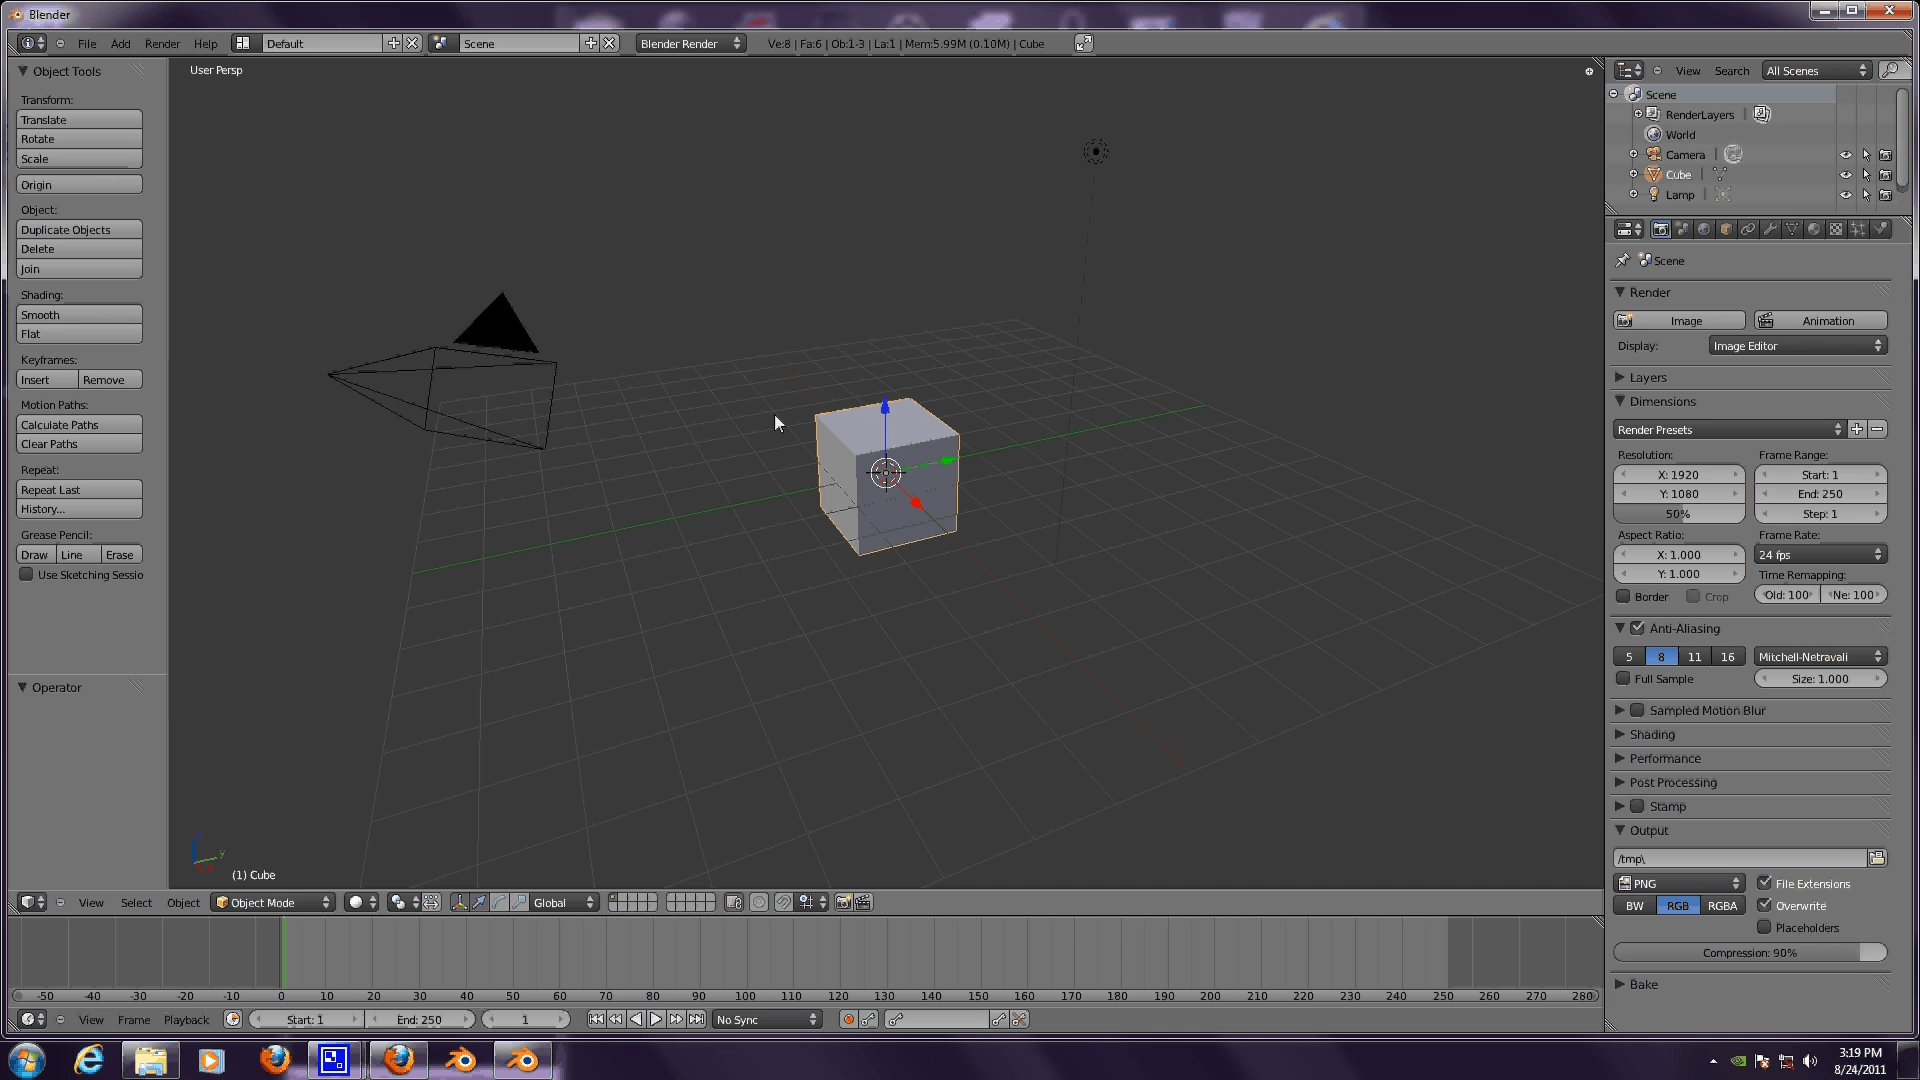 Blender
File Add Render Help Default Scene Blender Render Ve:8 | Fa:6 | Ob:1-3 | La:1 | Mem:5.99M (0.10M) | Cube
Object Tools
Transform:
Translate
Rotate
Scale
Origin
Object:
Duplicate Objects
Delete
Join
Shading:
Smooth
Flat
Keyframes:
Insert Remove
Motion Paths:
Calculate Paths
Clear Paths
Repeat:
Repeat Last
History...
Grease Pencil:
Draw Line Erase
Use Sketching Sessio
Operator
User Persp
(1) Cube
View Select Object Object Mode Global
-50 -40 -30 -20 -10 0 10 20 30 40 50 60 70 80 90 100 110 120 130 140 150 160 170 180 190 200 210 220 230 240 250 260 270 280
View Frame Playback Start: 1 End: 250 1 No Sync
View Search All Scenes
Scene
RenderLayers
World
Camera
Cube
Lamp
Scene
Render
Image Animation
Display: Image Editor
Layers
Dimensions
Render Presets
Resolution: Frame Range:
X: 1920 Start: 1
Y: 1080 End: 250
50% Step: 1
Aspect Ratio: Frame Rate:
X: 1.000 24 fps
Y: 1.000 Time Remapping:
Border Crop Old: 100 Ne: 100
Anti-Aliasing
5 8 11 16 Mitchell-Netravali
Full Sample Size: 1.000
Sampled Motion Blur
Shading
Performance
Post Processing
Stamp
Output
/tmp\
PNG File Extensions
BW RGB RGBA Overwrite
Placeholders
Compression: 90%
Bake
3:19 PM
8/24/2011